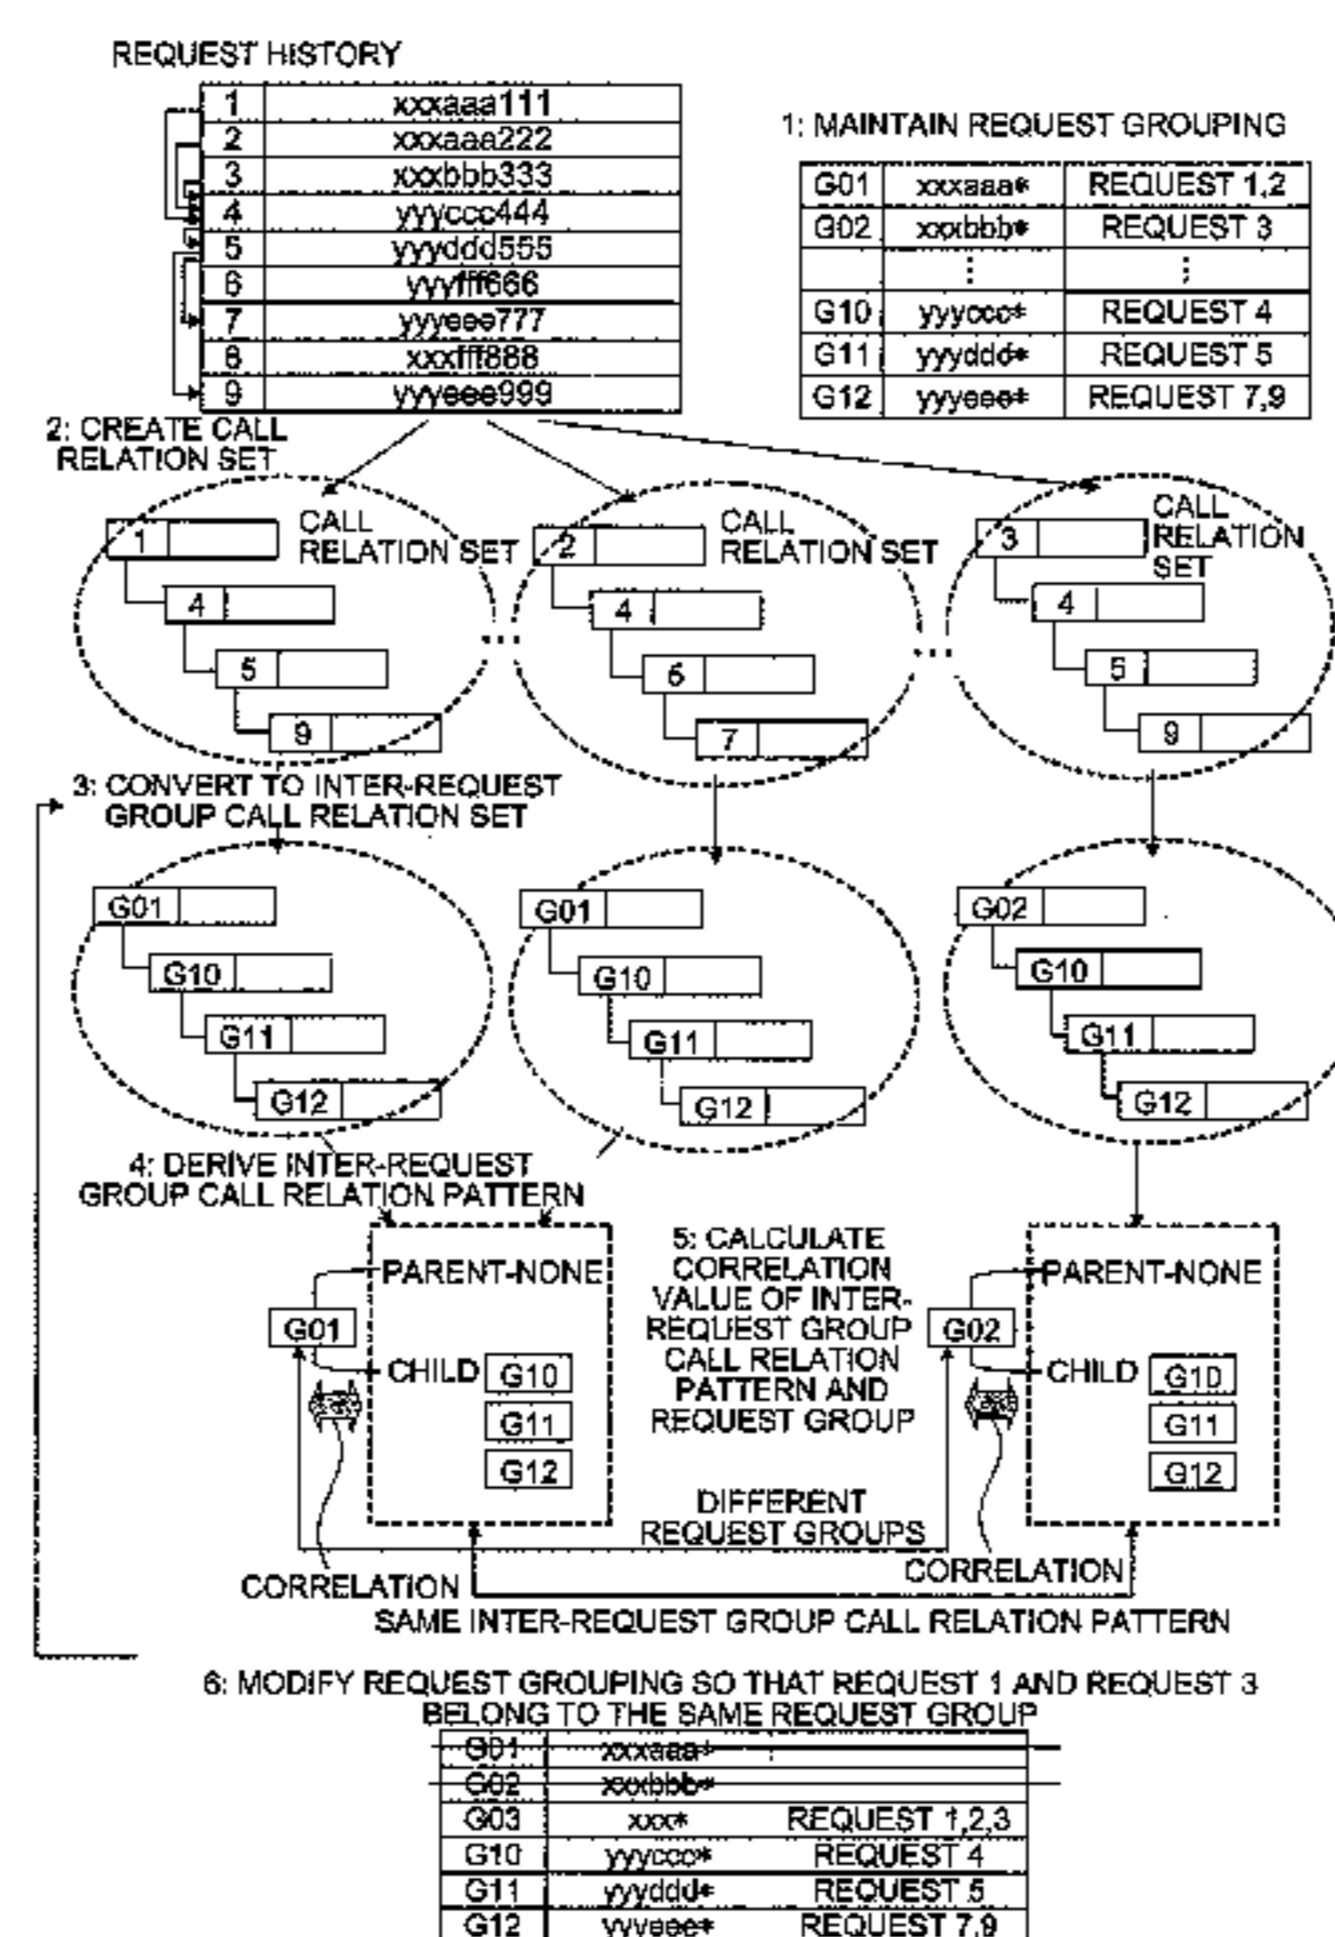 REQUEST HISTORY
1 xxxaaa111
2 xxxaaa222
3 xxxbbb333
4 yyyccc444
5 yyyddd555
6 yyyfff666
7 yyyeee777
8 xxxfff888
9 yyyeee999
1: MAINTAIN REQUEST GROUPING
G01 xxxaaa* REQUEST 1,2
G02 xxxbbb* REQUEST 3
⋮ ⋮
G10 yyyccc* REQUEST 4
G11 yyyddd* REQUEST 5
G12 yyyeee* REQUEST 7,9
2: CREATE CALL
RELATION SET
1
CALL
RELATION SET
4
5
9
2
CALL
RELATION SET
4
5
7
3
CALL
RELATION
SET
4
5
9
3: CONVERT TO INTER-REQUEST
GROUP CALL RELATION SET
G01
G10
G11
G12
G01
G10
G11
G12
G02
G10
G11
G12
4: DERIVE INTER-REQUEST
GROUP CALL RELATION PATTERN
PARENT-NONE
G01
CHILD G10
G11
G12
CORRELATION
5: CALCULATE
CORRELATION
VALUE OF INTER-
REQUEST GROUP
CALL RELATION
PATTERN AND
REQUEST GROUP
PARENT-NONE
G02
CHILD G10
G11
G12
DIFFERENT
REQUEST GROUPS
CORRELATION
SAME INTER-REQUEST GROUP CALL RELATION PATTERN
6: MODIFY REQUEST GROUPING SO THAT REQUEST 1 AND REQUEST 3
BELONG TO THE SAME REQUEST GROUP
G01 xxxaaa*
G02 xxxbbb*
G03 xxx* REQUEST 1,2,3
G10 yyyccc* REQUEST 4
G11 yyyddd* REQUEST 5
G12 yyyeee* REQUEST 7,9